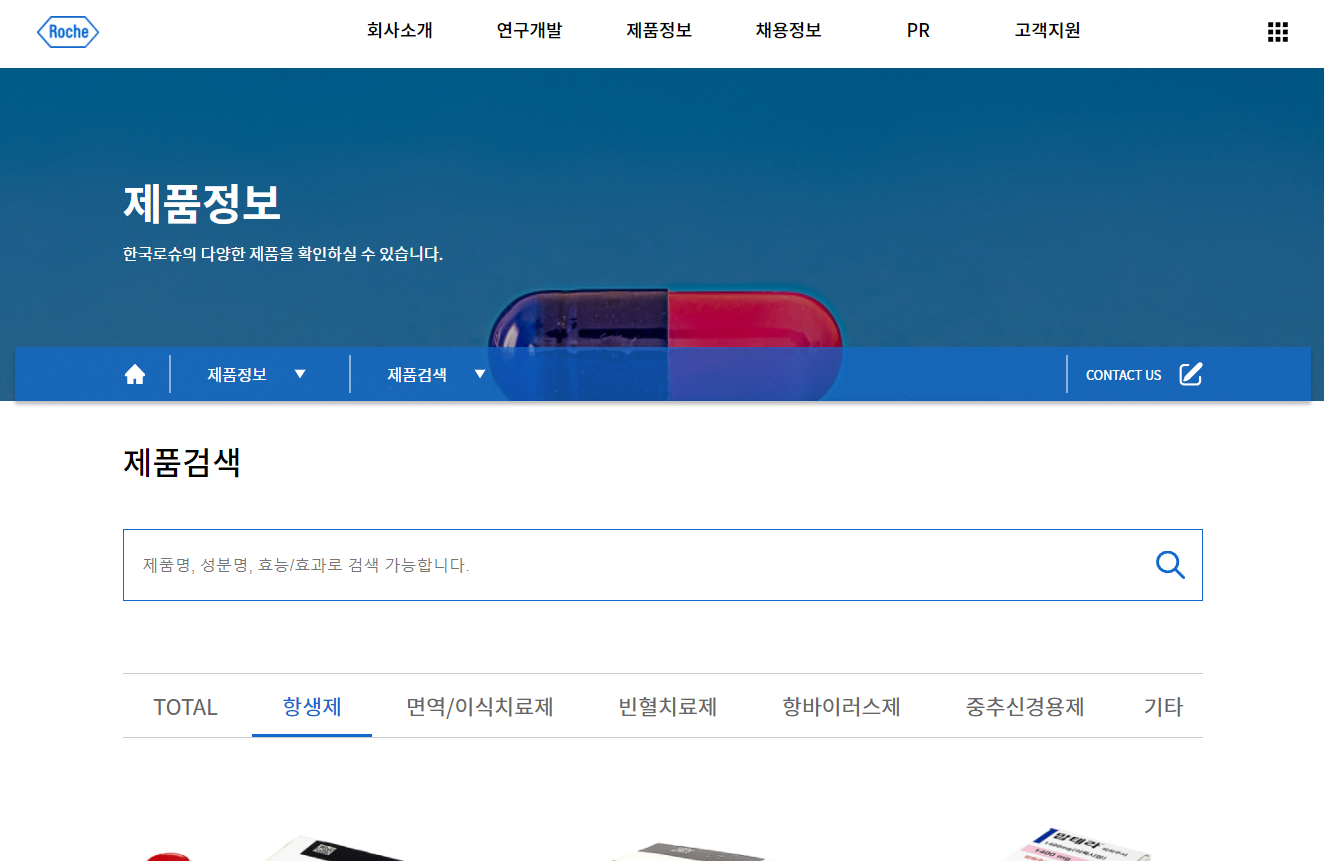 Roche
회사소개
연구개발
제품정보
채용정보
PR
고객지원
제품정보
한국로슈의 다양한 제품을 확인하실 수 있습니다.
제품정보
제품검색
CONTACT US
제품검색
제품명, 성분명, 효능/효과로 검색 가능합니다.
TOTAL
항생제
면역/이식치료제
빈혈치료제
항바이러스제
중추신경용제
기타
맙테라
1400 mg